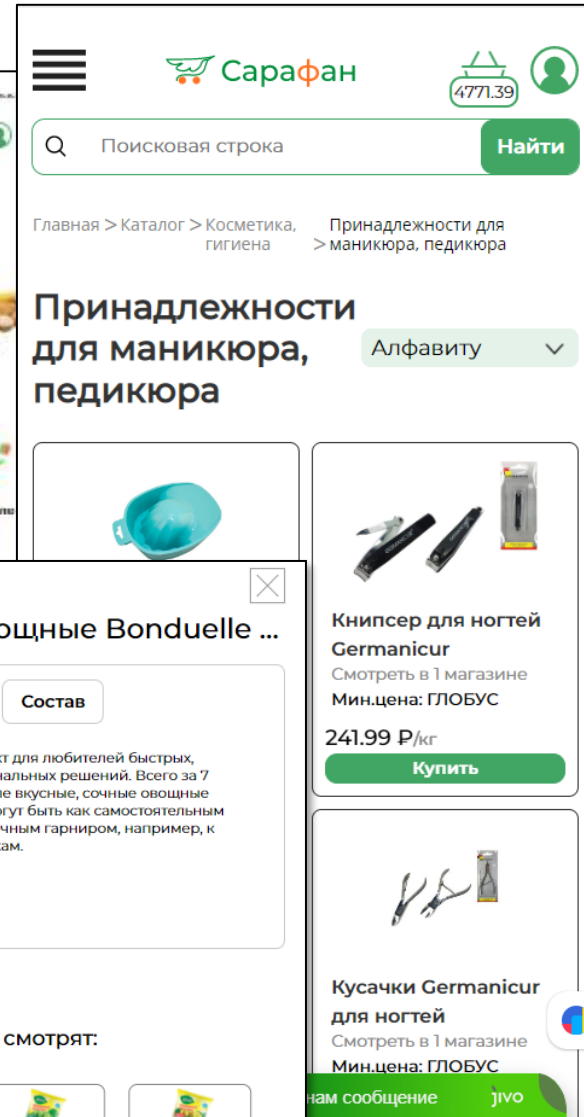 Сарафан
4771.39
Поисковая строка
Найти
Главная > Каталог > Косметика, гигиена > Принадлежности для маникюра, педикюра
Принадлежности
для маникюра,
педикюра
Алфавиту
Книпсер для ногтей
Germanicur
Смотреть в 1 магазине
Мин.цена: ГЛОБУС
241.99 ₽/кг
Купить
Кусачки Germanicur
для ногтей
Смотреть в 1 магазине
Мин.цена: ГЛОБУС
нам сообщение jivo
ощные Bonduelle ...
Состав
кт для любителей быстрых,
нальных решений. Всего за 7
ые вкусные, сочные овощные
огут быть как самостоятельным
чным гарниром, например, к
кам.
смотрят: